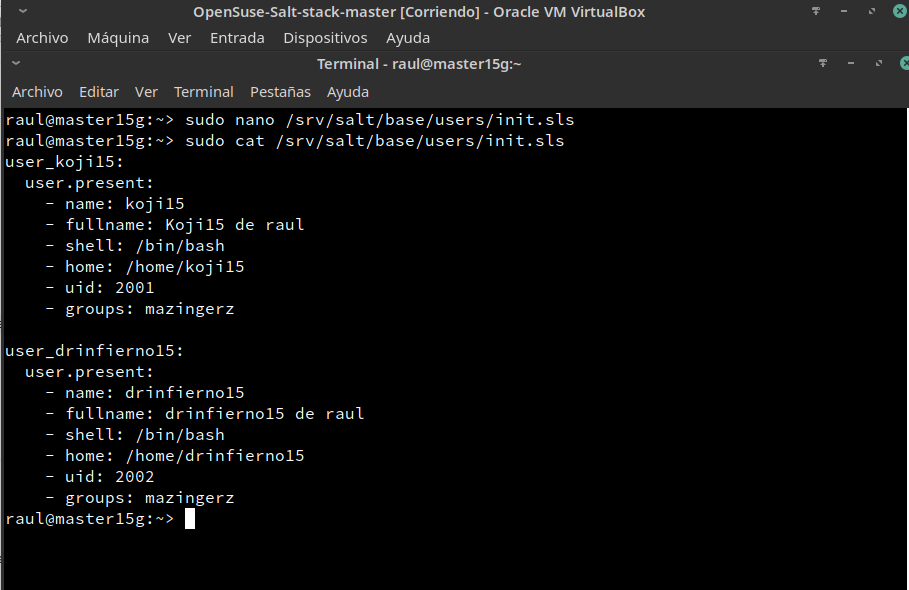 OpenSuse-Salt-stack-master [Corriendo] - Oracle VM VirtualBox
Archivo Máquina Ver Entrada Dispositivos Ayuda
Terminal - raul@master15g:~
Archivo Editar Ver Terminal Pestañas Ayuda
raul@master15g:~> sudo nano /srv/salt/base/users/init.sls
raul@master15g:~> sudo cat /srv/salt/base/users/init.sls
user_koji15:
  user.present:
    - name: koji15
    - fullname: Koji15 de raul
    - shell: /bin/bash
    - home: /home/koji15
    - uid: 2001
    - groups: mazingerz

user_drinfierno15:
  user.present:
    - name: drinfierno15
    - fullname: drinfierno15 de raul
    - shell: /bin/bash
    - home: /home/drinfierno15
    - uid: 2002
    - groups: mazingerz
raul@master15g:~>